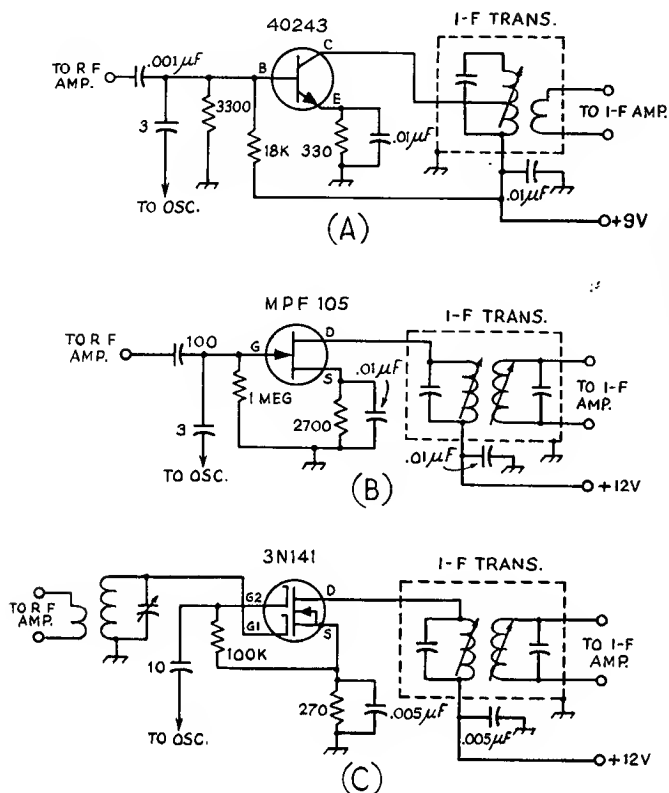 I-F TRANS.
40243
C
.001µF
TO R F
AMP.
B
E
3
3300
18K
330
.01µF
TO I-F AMP.
.01µF
TO OSC.
+9V
(A)
MPF 105
I-F TRANS.
D
TO R F
AMP.
100
G
S
.01µF
1 MEG
2700
3
TO I-F
AMP.
TO OSC.
.01µF
+12V
(B)
3N141
I-F TRANS.
D
TO R F
AMP.
G2
G1
S
100K
10
TO I-F
AMP.
270
.005µF
TO OSC.
.005µF
+12V
(C)